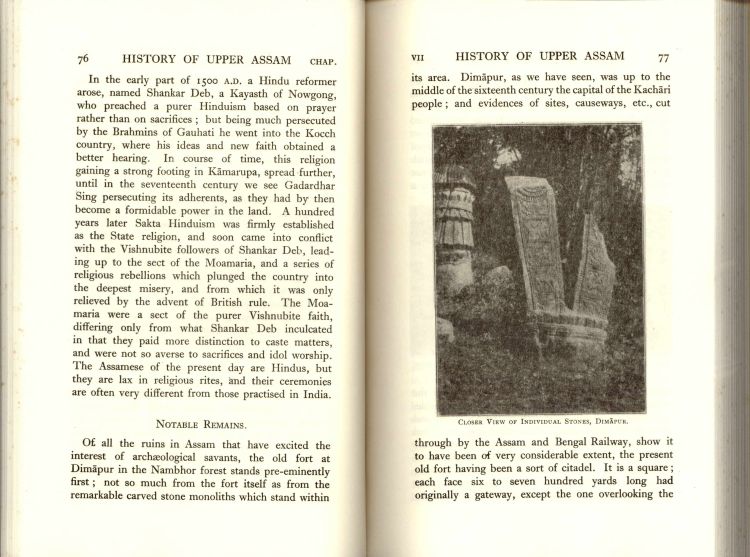 76 HISTORY OF UPPER ASSAM CHAP.
In the early part of 1500 A.D. a Hindu reformer
arose, named Shankar Deb, a Kayasth of Nowgong,
who preached a purer Hinduism based on prayer
rather than on sacrifices ; but being much persecuted
by the Brahmins of Gauhati he went into the Kocch
country, where his ideas and new faith obtained a
better hearing. In course of time, this religion
gaining a strong footing in Kāmarupa, spread further,
until in the seventeenth century we see Gadardhar
Sing persecuting its adherents, as they had by then
become a formidable power in the land. A hundred
years later Sakta Hinduism was firmly established
as the State religion, and soon came into conflict
with the Vishnubite followers of Shankar Deb, lead-
ing up to the sect of the Moamaria, and a series of
religious rebellions which plunged the country into
the deepest misery, and from which it was only
relieved by the advent of British rule. The Moa-
maria were a sect of the purer Vishnubite faith,
differing only from what Shankar Deb inculcated
in that they paid more distinction to caste matters,
and were not so averse to sacrifices and idol worship.
The Assamese of the present day are Hindus, but
they are lax in religious rites, and their ceremonies
are often very different from those practised in India.
NOTABLE REMAINS.
Of all the ruins in Assam that have excited the
interest of archæological savants, the old fort at
Dimāpur in the Nambhor forest stands pre-eminently
first ; not so much from the fort itself as from the
remarkable carved stone monoliths which stand within
VII HISTORY OF UPPER ASSAM 77
its area. Dimāpur, as we have seen, was up to the
middle of the sixteenth century the capital of the Kachāri
people ; and evidences of sites, causeways, etc., cut
CLOSER VIEW OF INDIVIDUAL STONES, DIMĀPUR.
through by the Assam and Bengal Railway, show it
to have been of very considerable extent, the present
old fort having been a sort of citadel. It is a square ;
each face six to seven hundred yards long had
originally a gateway, except the one overlooking the